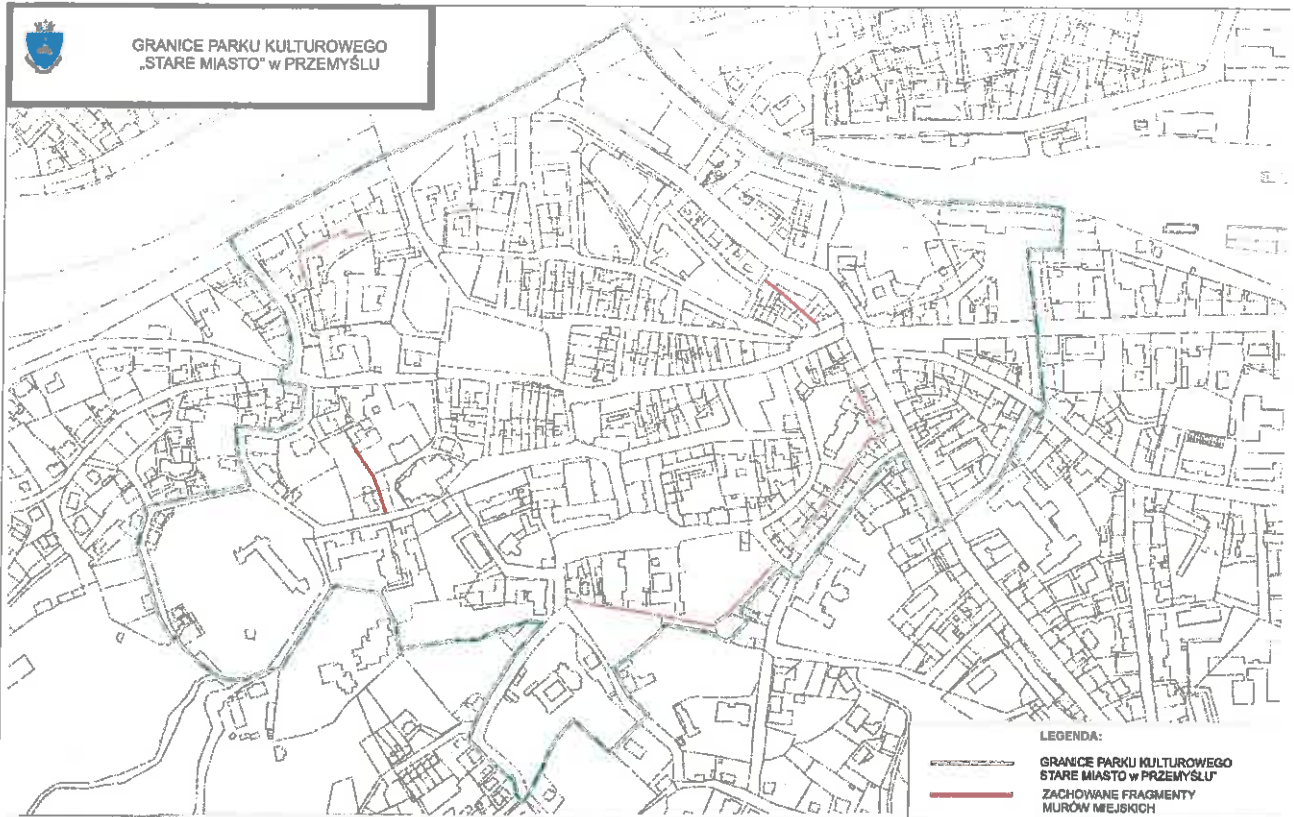 GRANICE PARKU KULTUROWEGO
„STARE MIASTO" w PRZEMYŚLU
LEGENDA:
GRANICE PARKU KULTUROWEGO
STARE MIASTO w PRZEMYŚLU"
ZACHOWANE FRAGMENTY
MURÓW MIEJSKICH